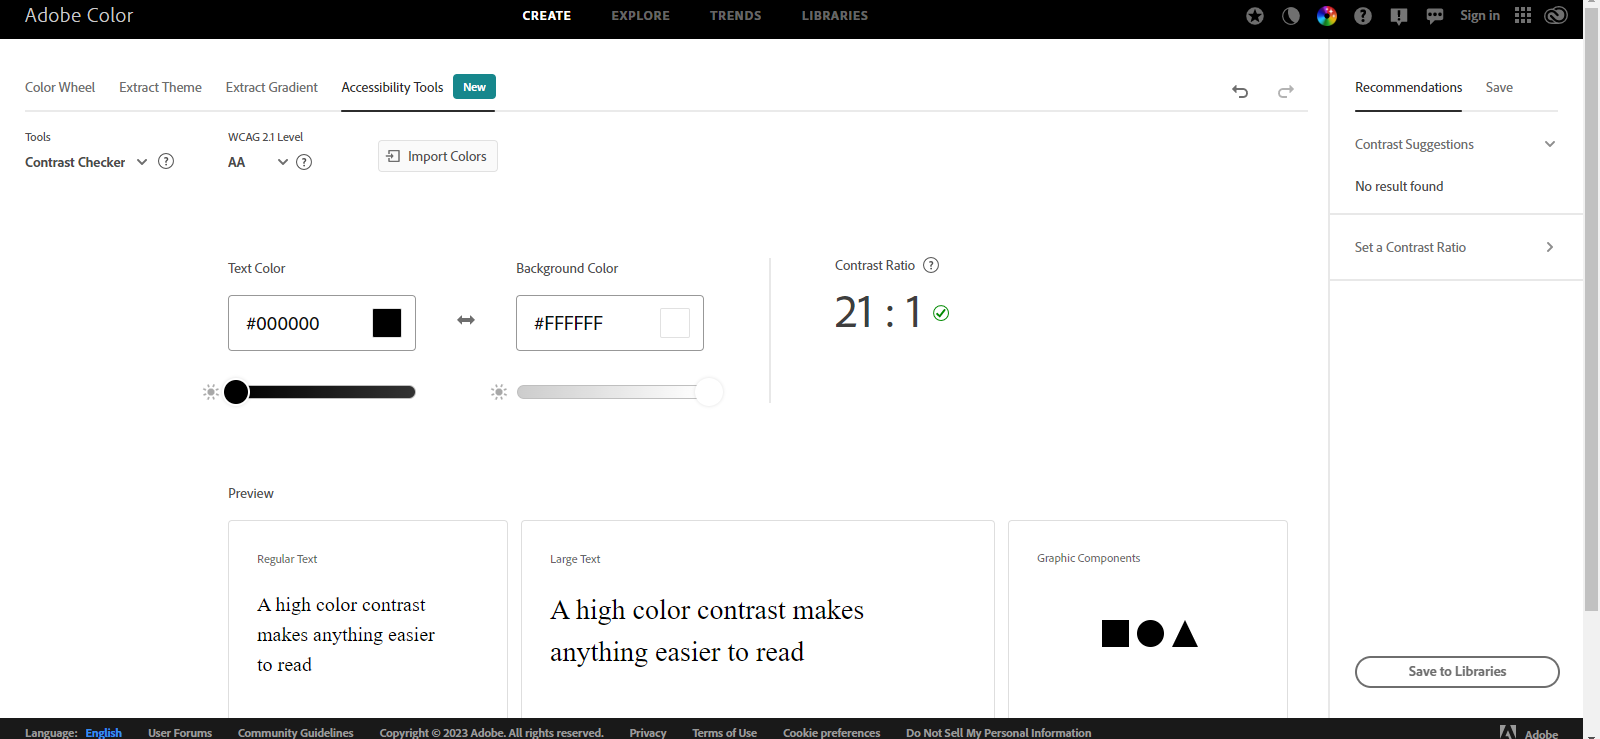 Adobe Color
CREATE EXPLORE TRENDS LIBRARIES
Sign in
Color Wheel Extract Theme Extract Gradient Accessibility Tools New
Recommendations Save
Tools
WCAG 2.1 Level
Contrast Checker
AA
Import Colors
Contrast Suggestions
No result found
Set a Contrast Ratio
Text Color
Background Color
Contrast Ratio
#000000
#FFFFFF
21 : 1
Preview
Regular Text
A high color contrast
makes anything easier
to read
Large Text
A high color contrast makes
anything easier to read
Graphic Components
Save to Libraries
Language: English User Forums Community Guidelines Copyright © 2023 Adobe. All rights reserved. Privacy Terms of Use Cookie preferences Do Not Sell My Personal Information Adobe